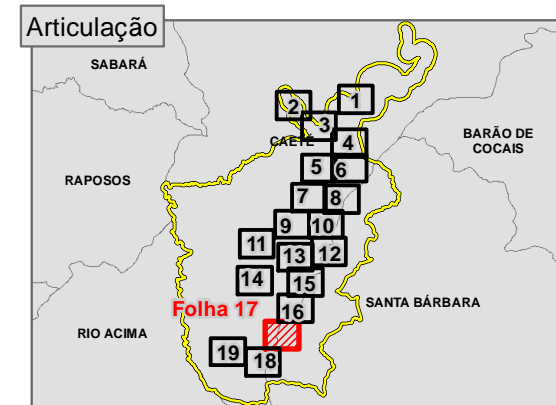 Articulação
SABARÁ
1
2
3
CAETÉ
4
BARÃO DE
COCAIS
5
6
RAPOSOS
7
8
9
10
11
12
13
14
15
SANTA BÁRBARA
Folha 17
16
RIO ACIMA
19
18